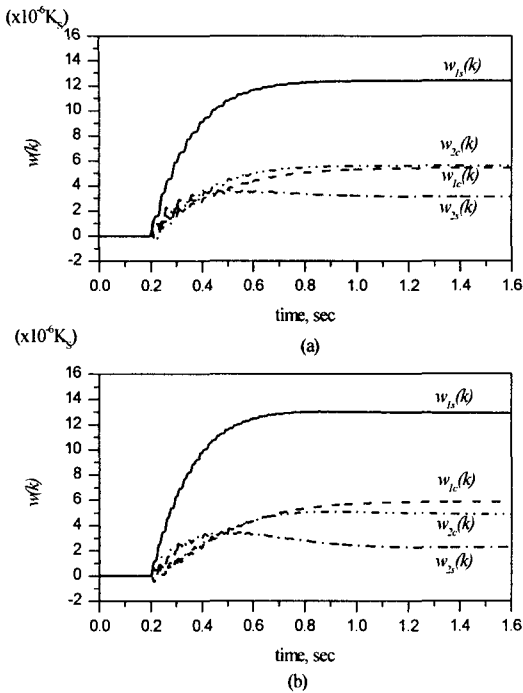 (x10⁻⁶Kₛ)
16
14
12
10
8
6
4
2
0
-2
w(k)
w₁ₛ(k)
w₂c(k)
w₁c(k)
w₂ₛ(k)
0.0 0.2 0.4 0.6 0.8 1.0 1.2 1.4 1.6
time, sec
(a)
(x10⁻⁶Kₛ)
16
14
12
10
8
6
4
2
0
-2
w(k)
w₁ₛ(k)
w₁c(k)
w₂c(k)
w₂ₛ(k)
0.0 0.2 0.4 0.6 0.8 1.0 1.2 1.4 1.6
time, sec
(b)